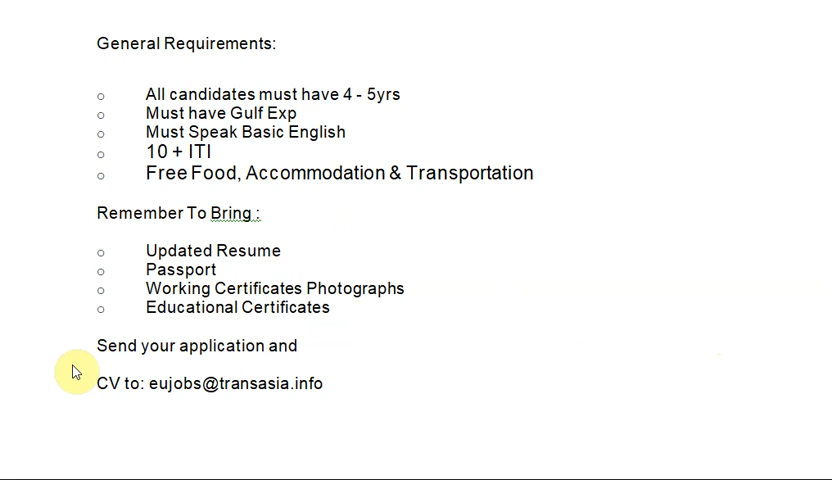 General Requirements:
o All candidates must have 4 - 5yrs
o Must have Gulf Exp
o Must Speak Basic English
o 10 + ITI
o Free Food, Accommodation & Transportation
Remember To Bring :
o Updated Resume
o Passport
o Working Certificates Photographs
o Educational Certificates
Send your application and
CV to: eujobs@transasia.info